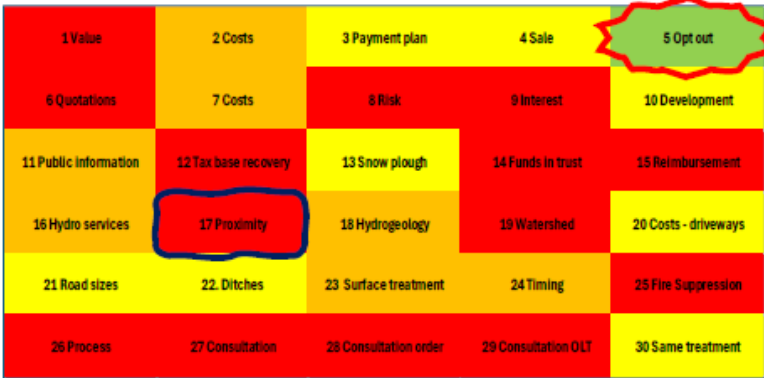 1 Value
2 Costs
3 Payment plan
4 Sale
5 Opt out
6 Quotations
7 Costs
8 Risk
9 Interest
10 Development
11 Public information
12 Tax base recovery
13 Snow plough
14 Funds in trust
15 Reimbursement
16 Hydro services
17 Proximity
18 Hydrogeology
19 Watershed
20 Costs - driveways
21 Road sizes
22. Ditches
23 Surface treatment
24 Timing
25 Fire Suppression
26 Process
27 Consultation
28 Consultation order
29 Consultation OLT
30 Same treatment